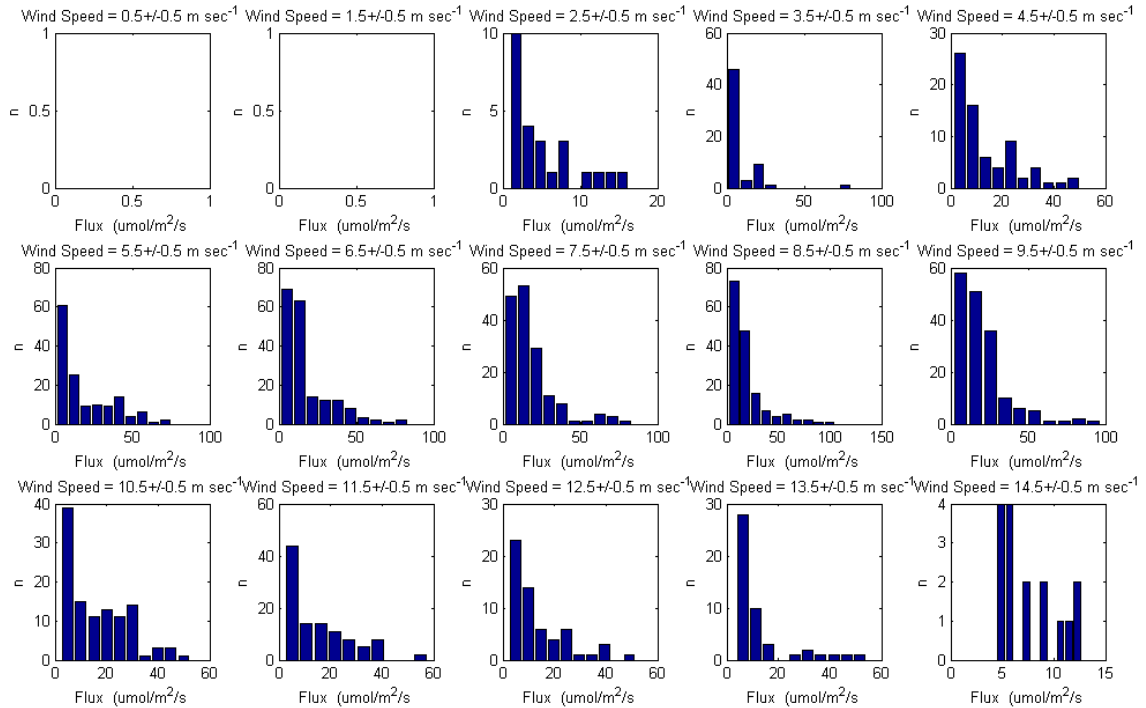 Wind Speed = 0.5+/-0.5 m sec⁻¹
1
0.5
0
n
0
0.5
1
Flux (umol/m²/s
Wind Speed = 1.5+/-0.5 m sec⁻¹
1
0.5
0
n
0
0.5
1
Flux (umol/m²/s
Wind Speed = 2.5+/-0.5 m sec⁻¹
10
5
0
n
0
10
20
Flux (umol/m²/s
Wind Speed = 3.5+/-0.5 m sec⁻¹
60
40
20
0
n
0
50
100
Flux (umol/m²/s
Wind Speed = 4.5+/-0.5 m sec⁻¹
30
20
10
0
n
0
20
40
60
Flux (umol/m²/s
Wind Speed = 5.5+/-0.5 m sec⁻¹
80
60
40
20
0
n
0
50
100
Flux (umol/m²/s
Wind Speed = 6.5+/-0.5 m sec⁻¹
80
60
40
20
0
n
0
50
100
Flux (umol/m²/s
Wind Speed = 7.5+/-0.5 m sec⁻¹
60
40
20
0
n
0
50
100
Flux (umol/m²/s
Wind Speed = 8.5+/-0.5 m sec⁻¹
80
60
40
20
0
n
0
50
100
150
Flux (umol/m²/s
Wind Speed = 9.5+/-0.5 m sec⁻¹
60
40
20
0
n
0
50
100
Flux (umol/m²/s
Wind Speed = 10.5+/-0.5 m sec⁻¹
40
30
20
10
0
n
0
20
40
60
Flux (umol/m²/s
Wind Speed = 11.5+/-0.5 m sec⁻¹
60
40
20
0
n
0
20
40
60
Flux (umol/m²/s
Wind Speed = 12.5+/-0.5 m sec⁻¹
30
20
10
0
n
0
20
40
60
Flux (umol/m²/s
Wind Speed = 13.5+/-0.5 m sec⁻¹
30
20
10
0
n
0
20
40
60
Flux (umol/m²/s
Wind Speed = 14.5+/-0.5 m sec⁻¹
4
3
2
1
0
n
0
5
10
15
Flux (umol/m²/s